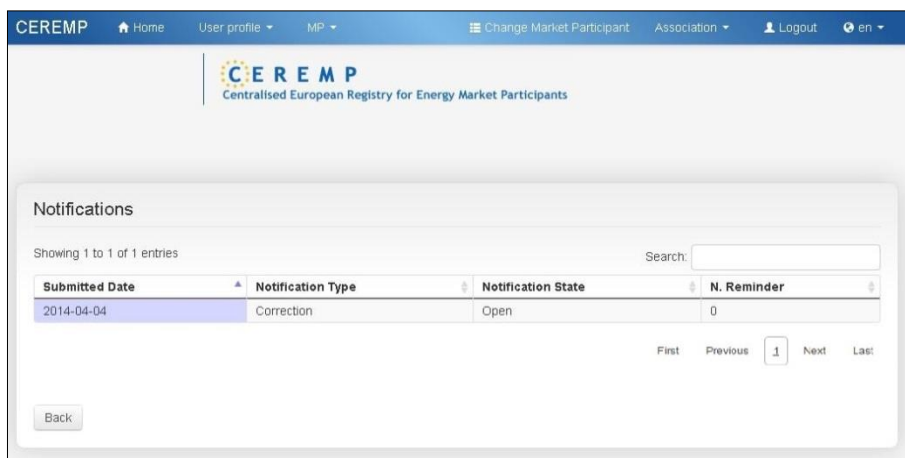 CEREMP Home User profile MP Change Market Participant Association Logout en
CEREMP
Centralised European Registry for Energy Market Participants
Notifications
Showing 1 to 1 of 1 entries Search:
Submitted Date Notification Type Notification State N. Reminder
2014-04-04 Correction Open 0
First Previous 1 Next Last
Back